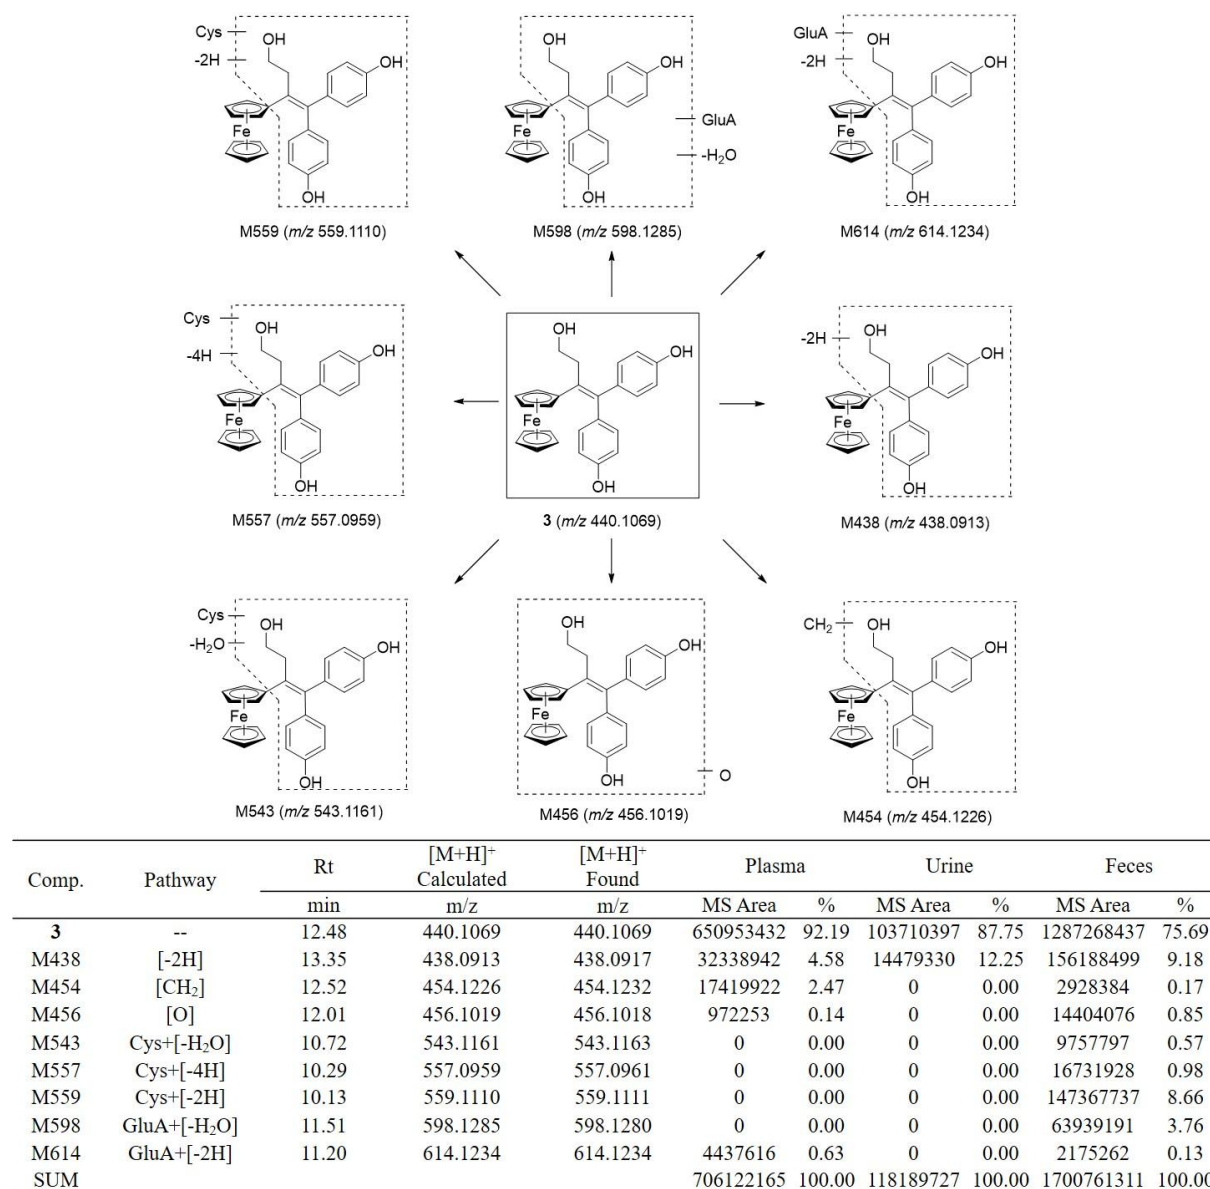 Cys
-2H
OH
OH
Fe
OH
M559 (m/z 559.1110)
OH
OH
Fe
GluA
-H₂O
OH
M598 (m/z 598.1285)
GluA
-2H
OH
OH
Fe
OH
M614 (m/z 614.1234)
Cys
-4H
OH
OH
Fe
OH
M557 (m/z 557.0959)
OH
OH
Fe
OH
3 (m/z 440.1069)
-2H
OH
OH
Fe
OH
M438 (m/z 438.0913)
Cys
-H₂O
OH
OH
Fe
OH
M543 (m/z 543.1161)
OH
OH
Fe
OH
O
M456 (m/z 456.1019)
CH₂
OH
OH
Fe
OH
M454 (m/z 454.1226)
Comp. Pathway Rt [M+H]⁺ Calculated [M+H]⁺ Found Plasma Urine Feces
min m/z m/z MS Area % MS Area % MS Area %
3 -- 12.48 440.1069 440.1069 650953432 92.19 103710397 87.75 1287268437 75.69
M438 [-2H] 13.35 438.0913 438.0917 32338942 4.58 14479330 12.25 156188499 9.18
M454 [CH₂] 12.52 454.1226 454.1232 17419922 2.47 0 0.00 2928384 0.17
M456 [O] 12.01 456.1019 456.1018 972253 0.14 0 0.00 14404076 0.85
M543 Cys+[-H₂O] 10.72 543.1161 543.1163 0 0.00 0 0.00 9757797 0.57
M557 Cys+[-4H] 10.29 557.0959 557.0961 0 0.00 0 0.00 16731928 0.98
M559 Cys+[-2H] 10.13 559.1110 559.1111 0 0.00 0 0.00 147367737 8.66
M598 GluA+[-H₂O] 11.51 598.1285 598.1280 0 0.00 0 0.00 63939191 3.76
M614 GluA+[-2H] 11.20 614.1234 614.1234 4437616 0.63 0 0.00 2175262 0.13
SUM 706122165 100.00 118189727 100.00 1700761311 100.00